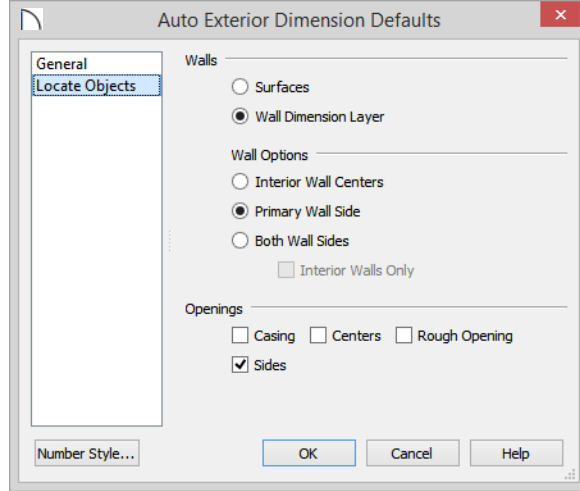 Auto Exterior Dimension Defaults
General
Locate Objects
Walls
Surfaces
Wall Dimension Layer
Wall Options
Interior Wall Centers
Primary Wall Side
Both Wall Sides
Interior Walls Only
Openings
Casing Centers Rough Opening
Sides
Number Style... OK Cancel Help